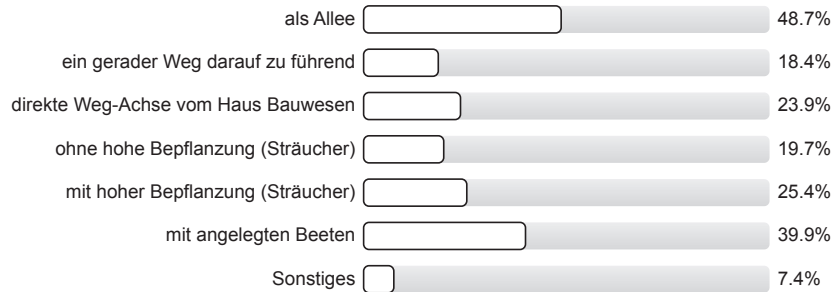 als Allee 48.7%
ein gerader Weg darauf zu führend 18.4%
direkte Weg-Achse vom Haus Bauwesen 23.9%
ohne hohe Bepflanzung (Sträucher) 19.7%
mit hoher Bepflanzung (Sträucher) 25.4%
mit angelegten Beeten 39.9%
Sonstiges 7.4%